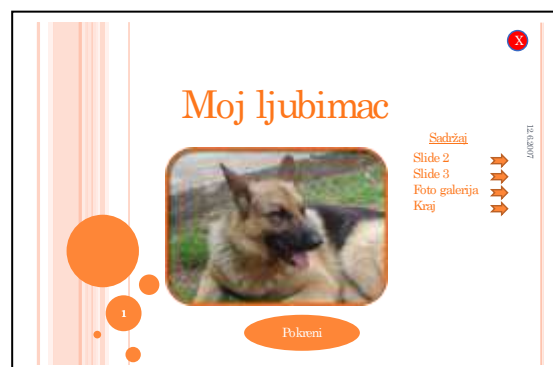 X
Moj ljubimac
12.6.2007
Sadržaj
Slide 2
Slide 3
Foto galerija
Kraj
1
Pokreni